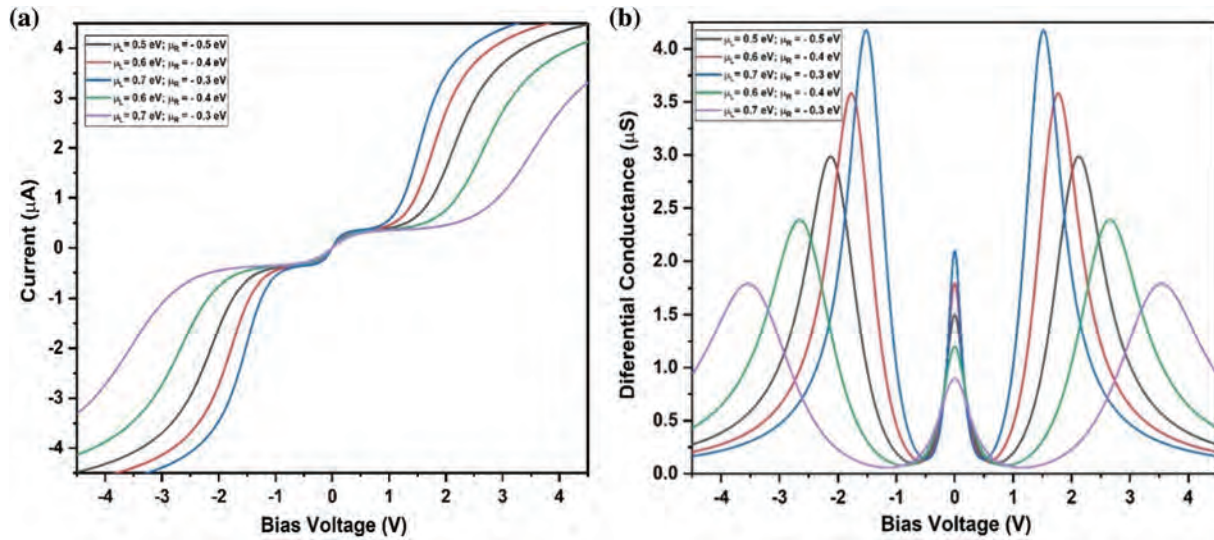 (a)
4
3
2
1
0
-1
-2
-3
-4
Current (μA)
μL= 0.5 eV; μR = - 0.5 eV
μL= 0.6 eV; μR = - 0.4 eV
μL= 0.7 eV; μR = - 0.3 eV
μL= 0.6 eV; μR = - 0.4 eV
μL= 0.7 eV; μR = - 0.3 eV
-4 -3 -2 -1 0 1 2 3 4
Bias Voltage (V)
(b)
4.0
3.5
3.0
2.5
2.0
1.5
1.0
0.5
0.0
Diferential Conductance (μS)
μL= 0.5 eV; μR = - 0.5 eV
μL= 0.6 eV; μR = - 0.4 eV
μL= 0.7 eV; μR = - 0.3 eV
μL= 0.6 eV; μR = - 0.4 eV
μL= 0.7 eV; μR = - 0.3 eV
-4 -3 -2 -1 0 1 2 3 4
Bias Voltage (V)